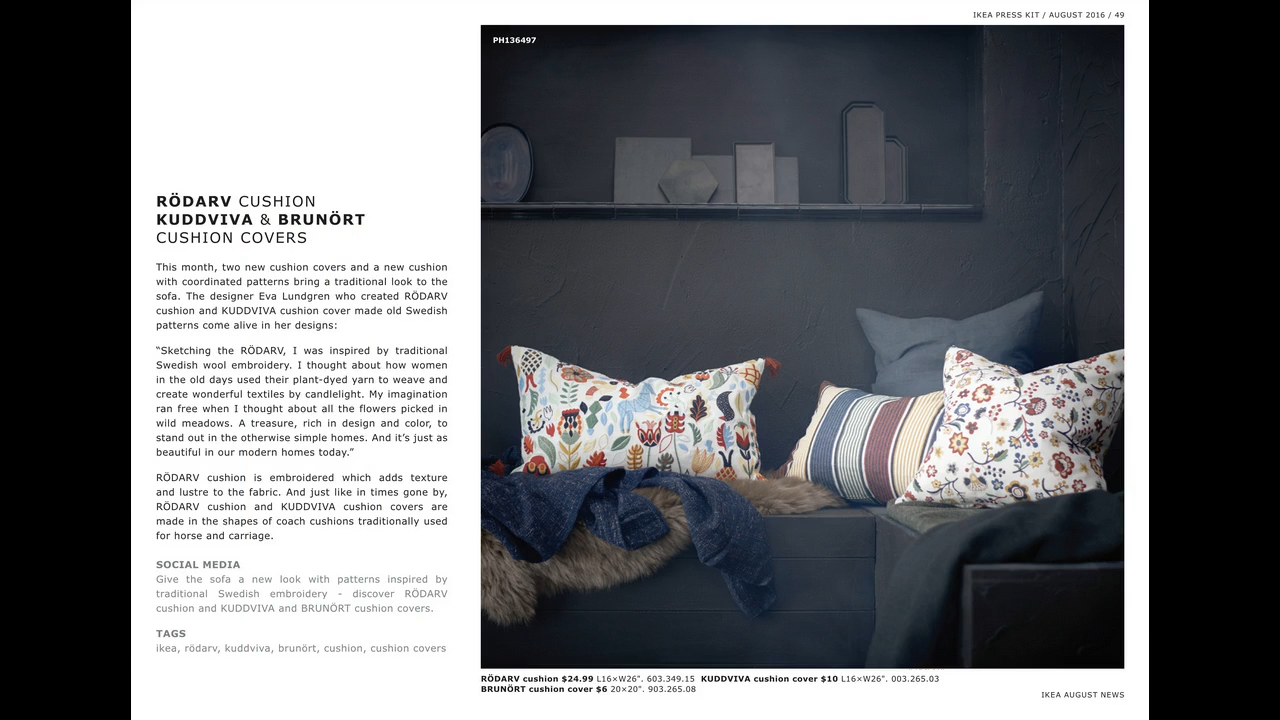 IKEA PRESS KIT / AUGUST 2016 / 49
PH136497
RÖDARV CUSHION
KUDDVIVA & BRUNÖRT
CUSHION COVERS
This month, two new cushion covers and a new cushion
with coordinated patterns bring a traditional look to the
sofa. The designer Eva Lundgren who created RÖDARV
cushion and KUDDVIVA cushion cover made old Swedish
patterns come alive in her designs:
“Sketching the RÖDARV, I was inspired by traditional
Swedish wool embroidery. I thought about how women
in the old days used their plant-dyed yarn to weave and
create wonderful textiles by candlelight. My imagination
ran free when I thought about all the flowers picked in
wild meadows. A treasure, rich in design and color, to
stand out in the otherwise simple homes. And it’s just as
beautiful in our modern homes today.”
RÖDARV cushion is embroidered which adds texture
and lustre to the fabric. And just like in times gone by,
RÖDARV cushion and KUDDVIVA cushion covers are
made in the shapes of coach cushions traditionally used
for horse and carriage.
SOCIAL MEDIA
Give the sofa a new look with patterns inspired by
traditional Swedish embroidery - discover RÖDARV
cushion and KUDDVIVA and BRUNÖRT cushion covers.
TAGS
ikea, rödarv, kuddviva, brunört, cushion, cushion covers
RÖDARV cushion $24.99 L16×W26". 603.349.15 KUDDVIVA cushion cover $10 L16×W26". 003.265.03
BRUNÖRT cushion cover $6 20×20". 903.265.08
IKEA AUGUST NEWS